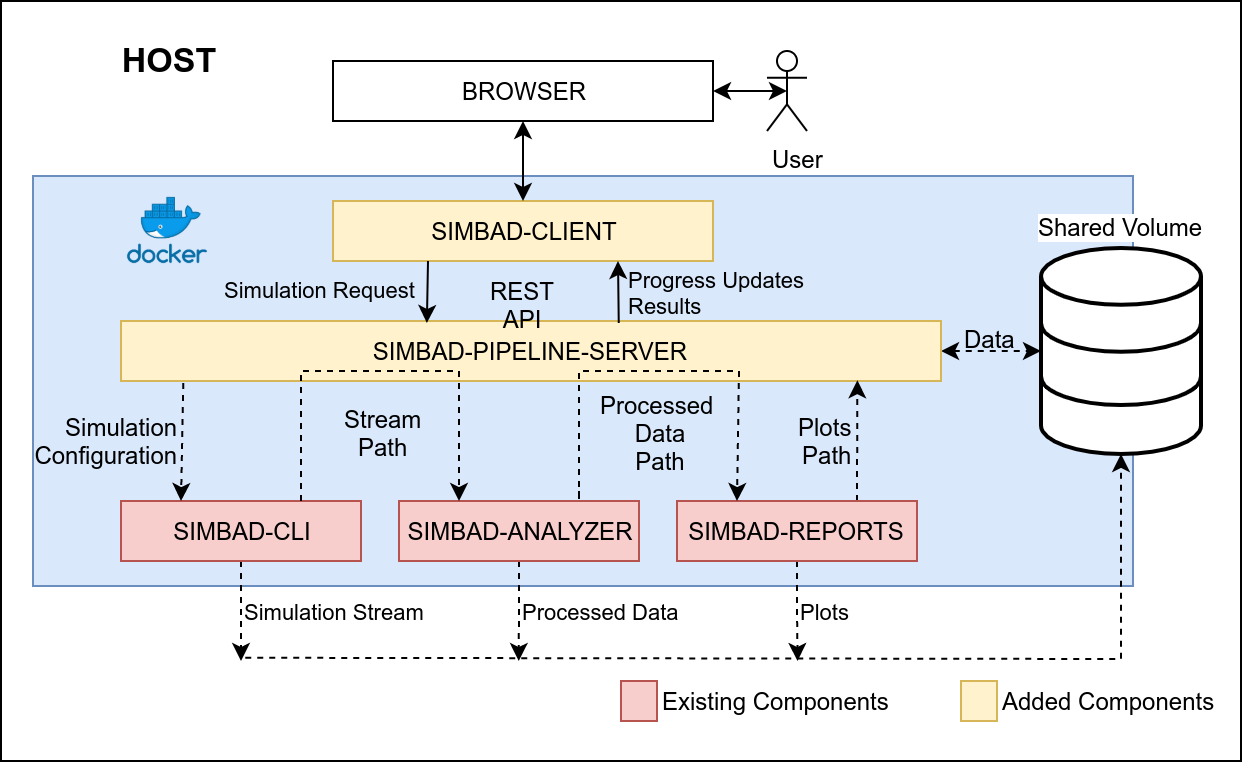 HOST
BROWSER
User
docker
SIMBAD-CLIENT
Shared Volume
Simulation Request
REST
API
Progress Updates
Results
SIMBAD-PIPELINE-SERVER
Data
Simulation
Configuration
Stream
Path
Processed
Data
Path
Plots
Path
SIMBAD-CLI
SIMBAD-ANALYZER
SIMBAD-REPORTS
Simulation Stream
Processed Data
Plots
Existing Components
Added Components